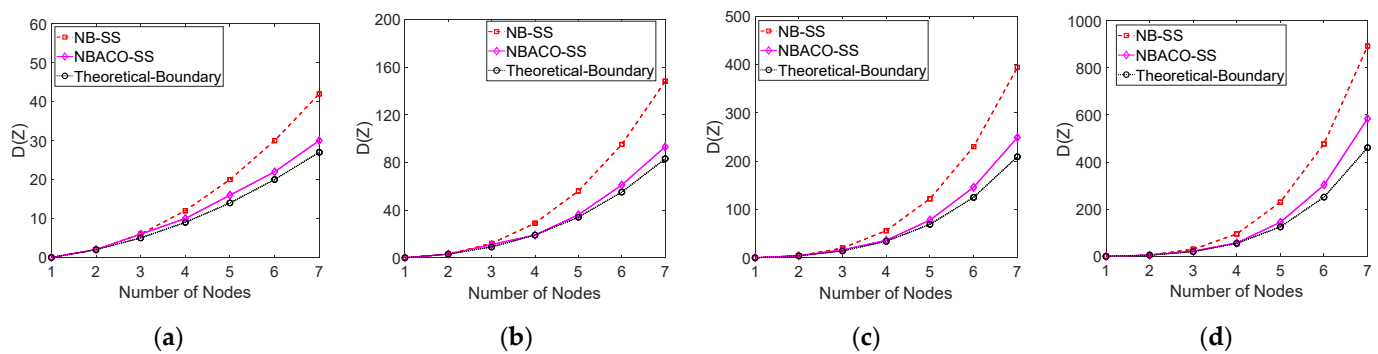 60
50
40
30
20
10
0
D(Z)
NB-SS
NBACO-SS
Theoretical-Boundary
1 2 3 4 5 6 7
Number of Nodes
(a)
200
160
120
80
40
0
D(Z)
NB-SS
NBACO-SS
Theoretical-Boundary
1 2 3 4 5 6 7
Number of Nodes
(b)
500
400
300
200
100
0
D(Z)
NB-SS
NBACO-SS
Theoretical-Boundary
1 2 3 4 5 6 7
Number of Nodes
(c)
1000
800
600
400
200
0
D(Z)
NB-SS
NBACO-SS
Theoretical-Boundary
1 2 3 4 5 6 7
Number of Nodes
(d)